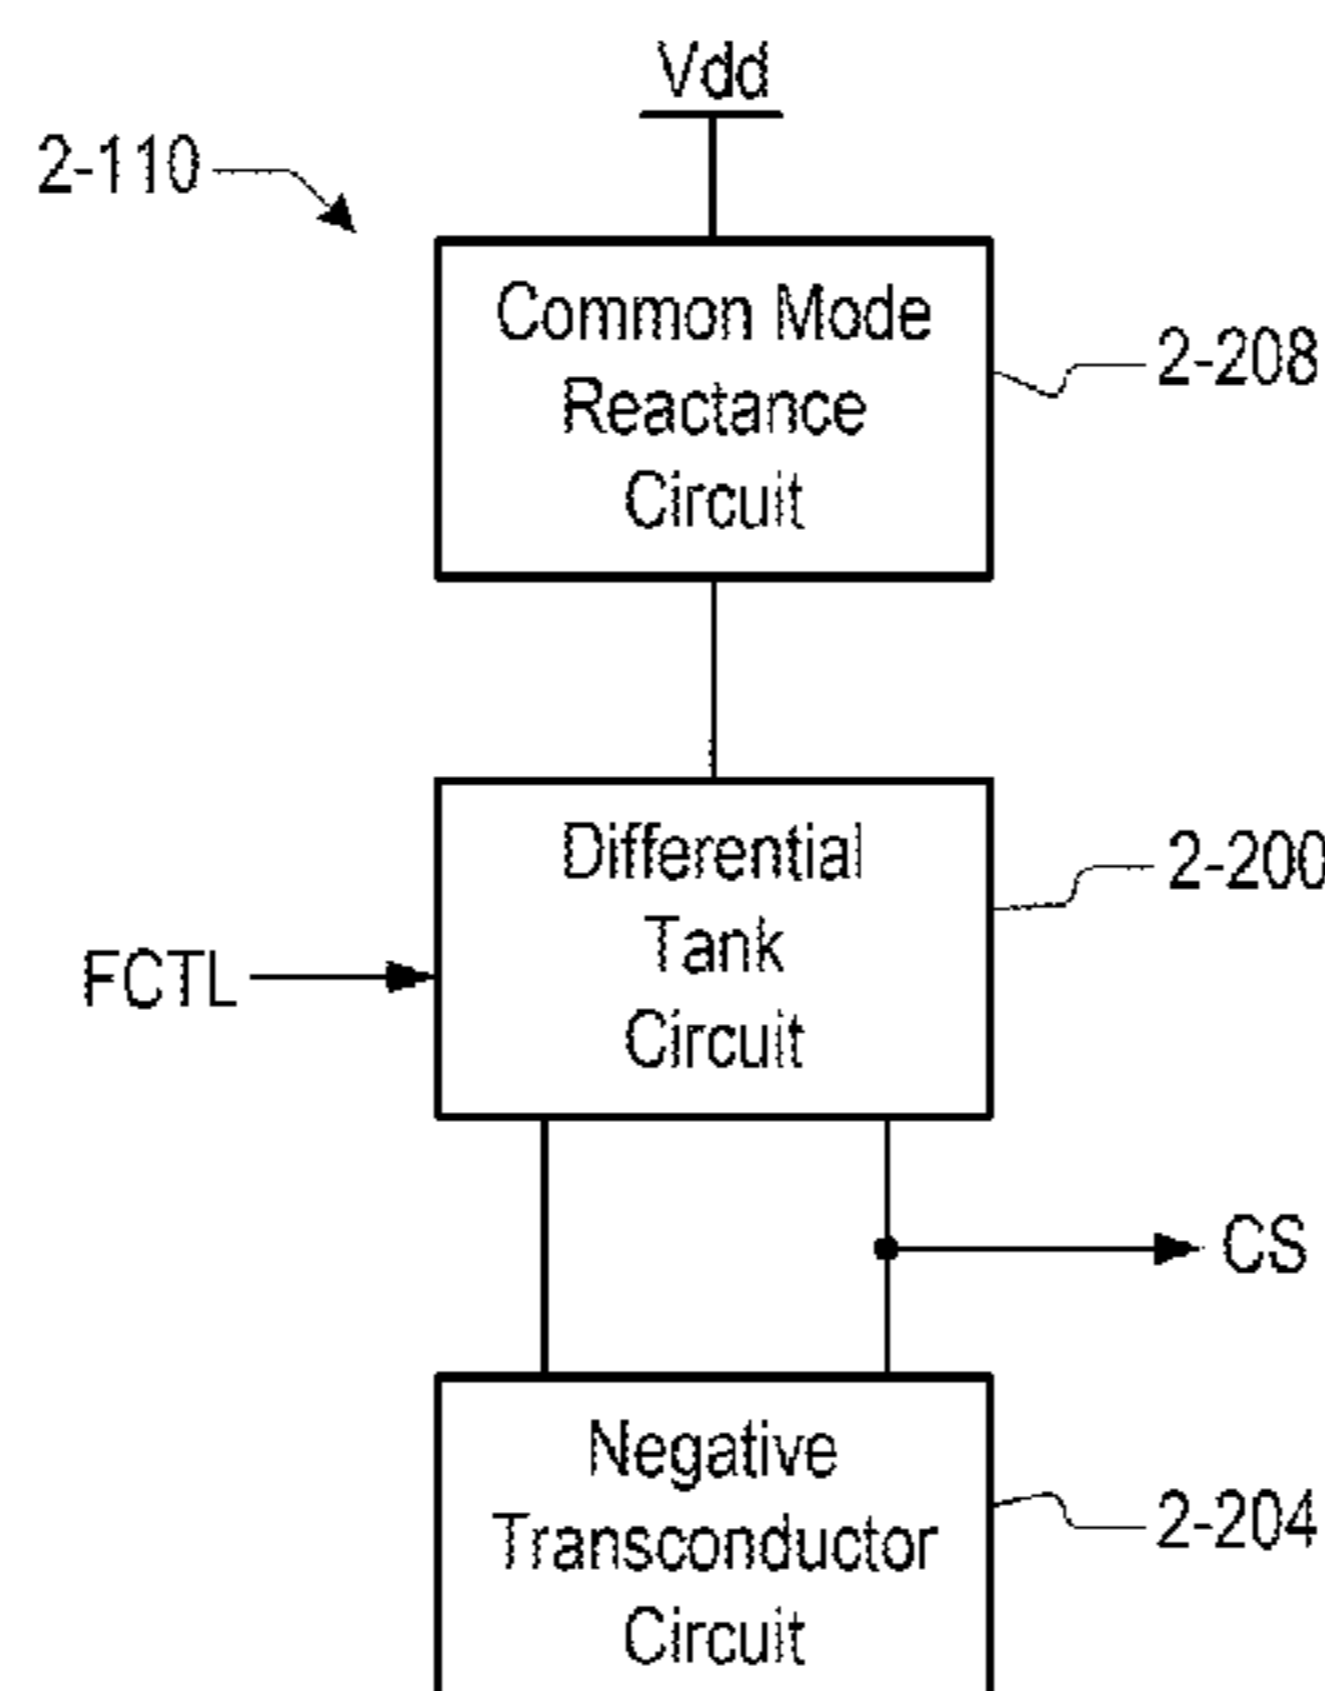 Vdd
2-110
Common Mode
Reactance
Circuit
2-208
Differential
Tank
Circuit
2-200
FCTL
CS
Negative
Transconductor
Circuit
2-204